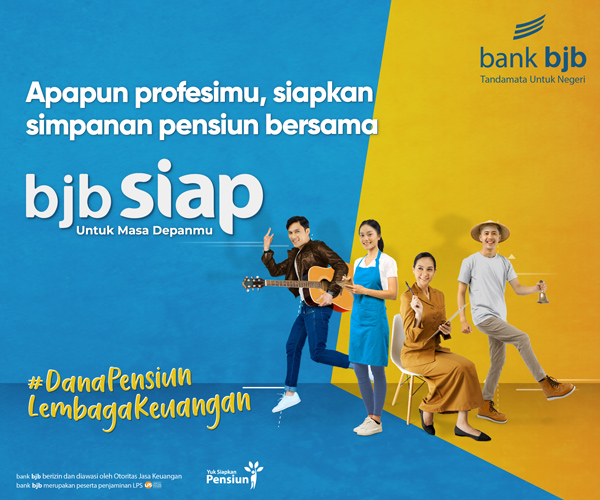 bank bjb
Tandamata Untuk Negeri
Apapun profesimu, siapkan
simpanan pensiun bersama
bjb siap
Untuk Masa Depanmu
#DanaPensiun
LembagaKeuangan
bank bjb berizin dan diawasi oleh Otoritas Jasa Keuangan
bank bjb merupakan peserta penjaminan LPS
Yuk Siapkan
Pensiun